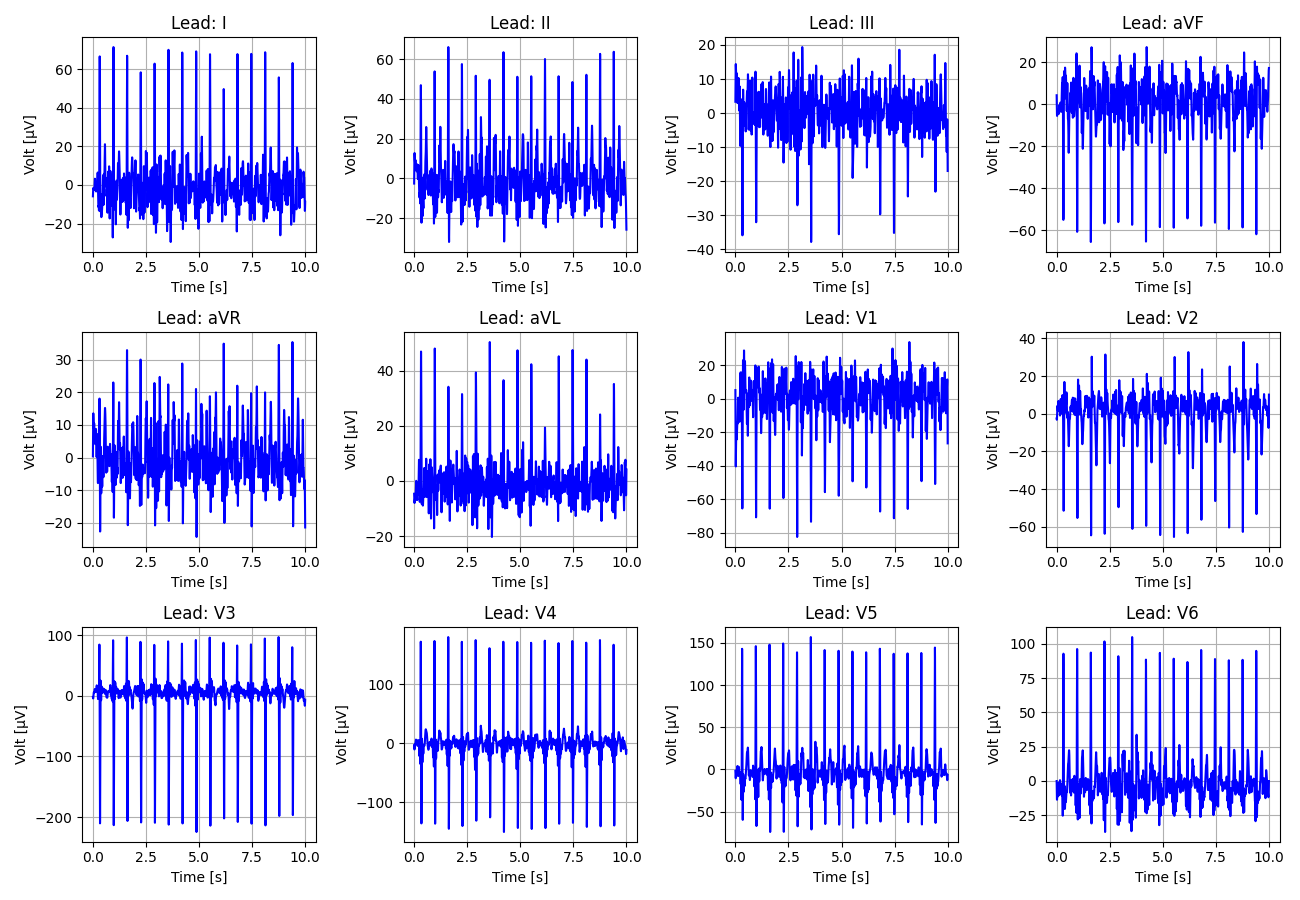 Lead: I
Volt [µV]
60
40
20
0
−20
0.0 2.5 5.0 7.5 10.0
Time [s]
Lead: II
Volt [µV]
60
40
20
0
−20
0.0 2.5 5.0 7.5 10.0
Time [s]
Lead: III
Volt [µV]
20
10
0
−10
−20
−30
−40
0.0 2.5 5.0 7.5 10.0
Time [s]
Lead: aVF
Volt [µV]
20
0
−20
−40
−60
0.0 2.5 5.0 7.5 10.0
Time [s]
Lead: aVR
Volt [µV]
30
20
10
0
−10
−20
0.0 2.5 5.0 7.5 10.0
Time [s]
Lead: aVL
Volt [µV]
40
20
0
−20
0.0 2.5 5.0 7.5 10.0
Time [s]
Lead: V1
Volt [µV]
20
0
−20
−40
−60
−80
0.0 2.5 5.0 7.5 10.0
Time [s]
Lead: V2
Volt [µV]
40
20
0
−20
−40
−60
0.0 2.5 5.0 7.5 10.0
Time [s]
Lead: V3
Volt [µV]
100
0
−100
−200
0.0 2.5 5.0 7.5 10.0
Time [s]
Lead: V4
Volt [µV]
100
0
−100
0.0 2.5 5.0 7.5 10.0
Time [s]
Lead: V5
Volt [µV]
150
100
50
0
−50
0.0 2.5 5.0 7.5 10.0
Time [s]
Lead: V6
Volt [µV]
100
75
50
25
0
−25
0.0 2.5 5.0 7.5 10.0
Time [s]